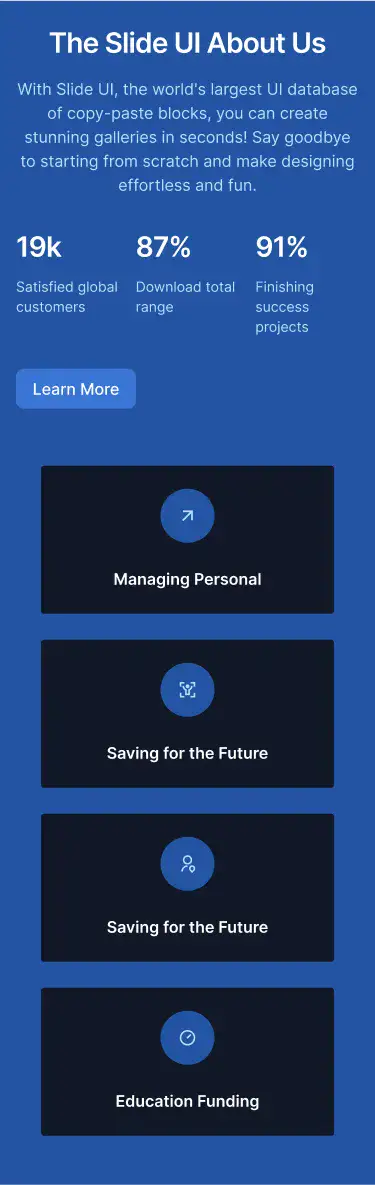 The Slide UI About Us
With Slide UI, the world's largest UI database
of copy-paste blocks, you can create
stunning galleries in seconds! Say goodbye
to starting from scratch and make designing
effortless and fun.
19k
Satisfied global
customers
87%
Download total
range
91%
Finishing
success
projects
Learn More
Managing Personal
Saving for the Future
Saving for the Future
Education Funding